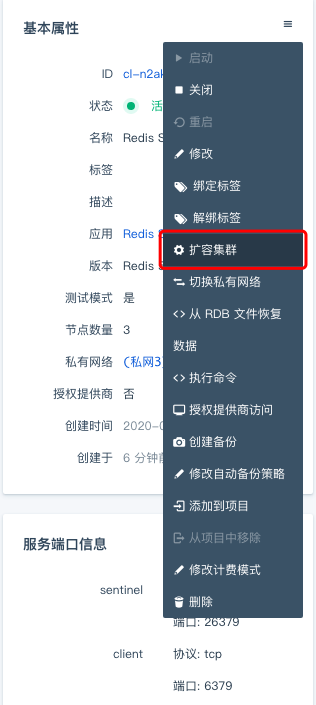 基本属性
启动
ID cl-n2a
关闭
状态 活
重启
名称 Redis S
修改
标签
绑定标签
描述
解绑标签
应用 Redis
扩容集群
版本 Redis
切换私有网络
测试模式 是
从 RDB 文件恢复
节点数量 3
数据
私有网络 (私网3)
执行命令
授权提供商 否
授权提供商访问
创建时间 2020-0
创建备份
创建于 6 分钟前
修改自动备份策略
添加到项目
从项目中移除
服务端口信息
修改计费模式
sentinel
删除
端口: 26379
client 协议: tcp
端口: 6379